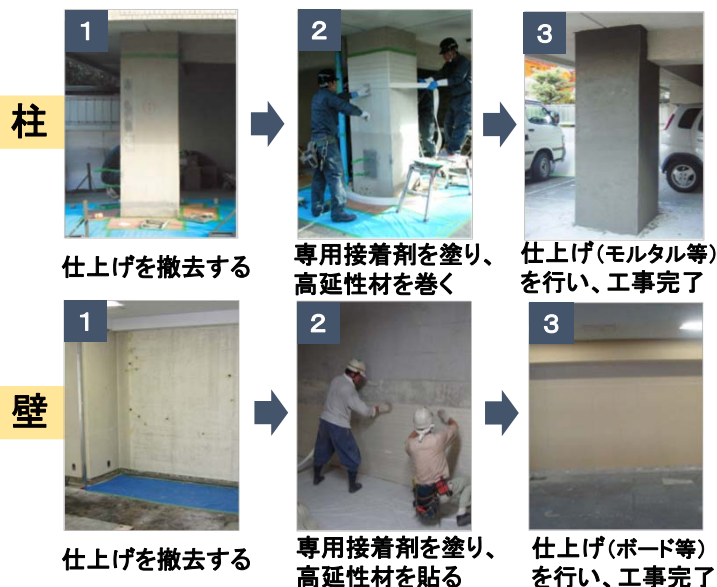 柱
1
2
3
仕上げを撤去する
専用接着剤を塗り、
高延性材を巻く
仕上げ(モルタル等)
を行い、工事完了
壁
1
2
3
仕上げを撤去する
専用接着剤を塗り、
高延性材を貼る
仕上げ(ボード等)
を行い、工事完了